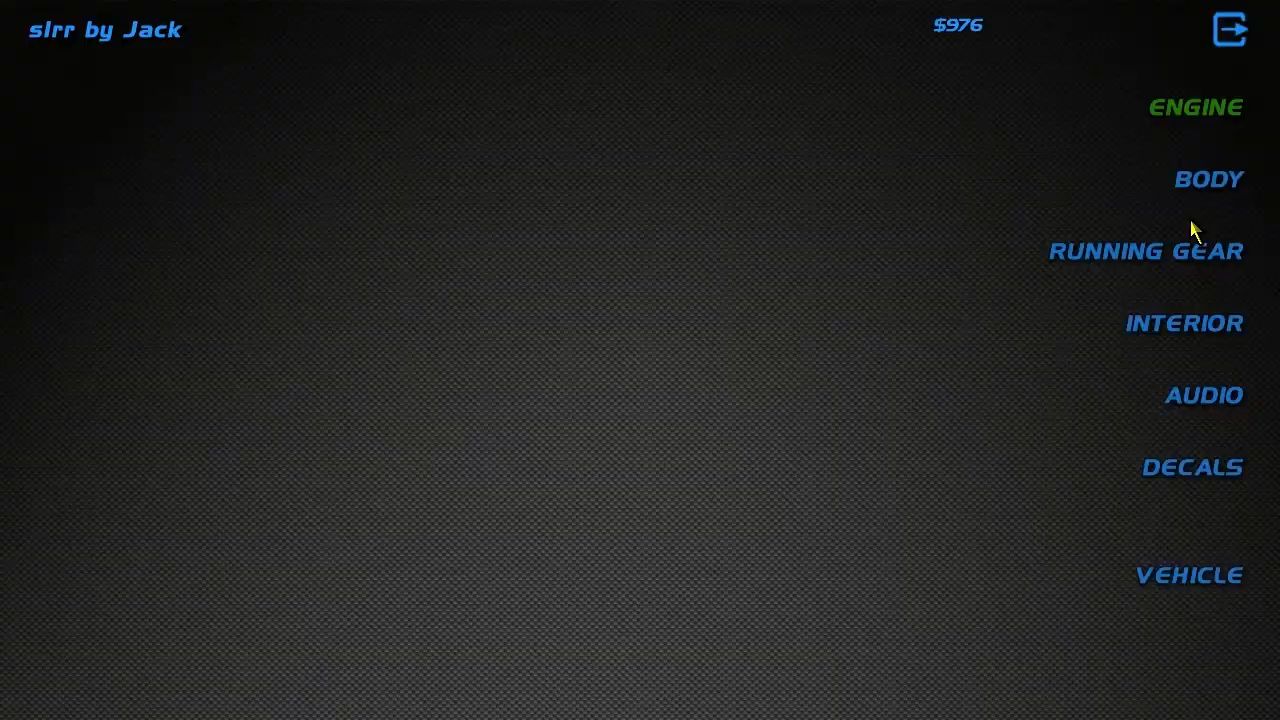 slrr by Jack
$976
ENGINE
BODY
RUNNING GEAR
INTERIOR
AUDIO
DECALS
VEHICLE